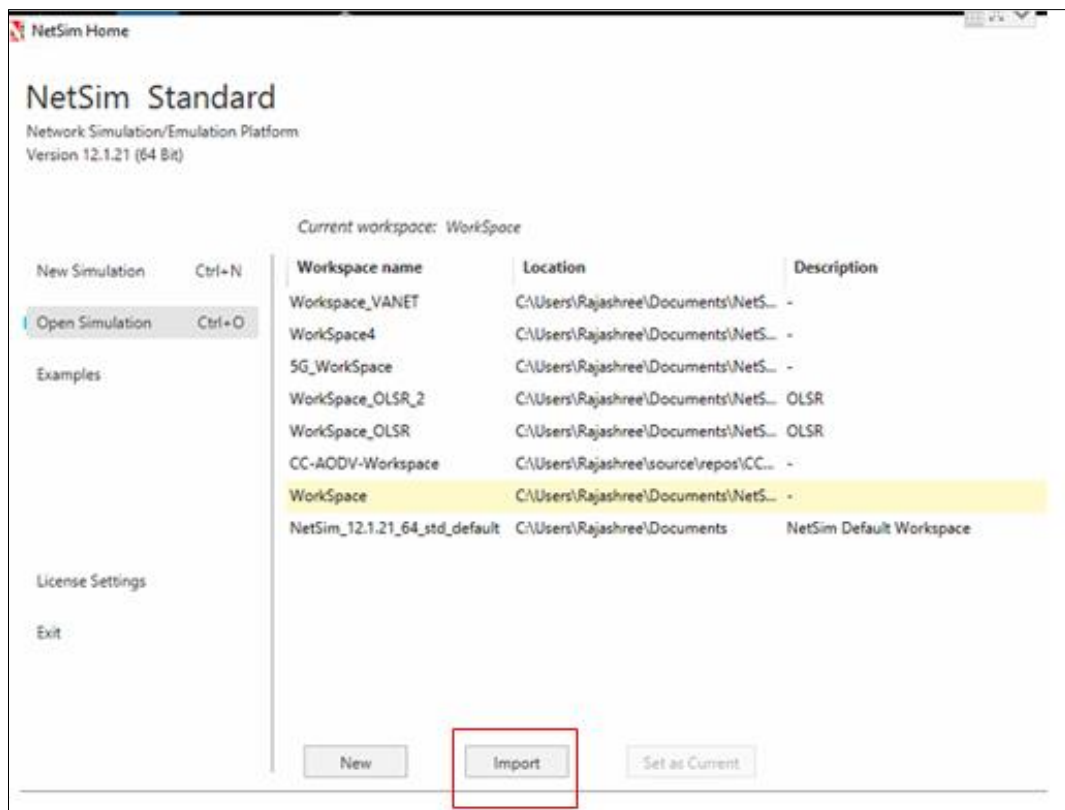 NetSim Home
NetSim Standard
Network Simulation/Emulation Platform
Version 12.1.21 (64 Bit)
Current workspace: WorkSpace
New Simulation Ctrl+N
Open Simulation Ctrl+O
Examples
License Settings
Exit
Workspace name Location Description
Workspace_VANET C:\Users\Rajashree\Documents\NetS... -
WorkSpace4 C:\Users\Rajashree\Documents\NetS... -
5G_WorkSpace C:\Users\Rajashree\Documents\NetS... -
WorkSpace_OLSR_2 C:\Users\Rajashree\Documents\NetS... OLSR
WorkSpace_OLSR C:\Users\Rajashree\Documents\NetS... OLSR
CC-AODV-Workspace C:\Users\Rajashree\source\repos\CC... -
WorkSpace C:\Users\Rajashree\Documents\NetS... -
NetSim_12.1.21_64_std_default C:\Users\Rajashree\Documents NetSim Default Workspace
New Import Set as Current